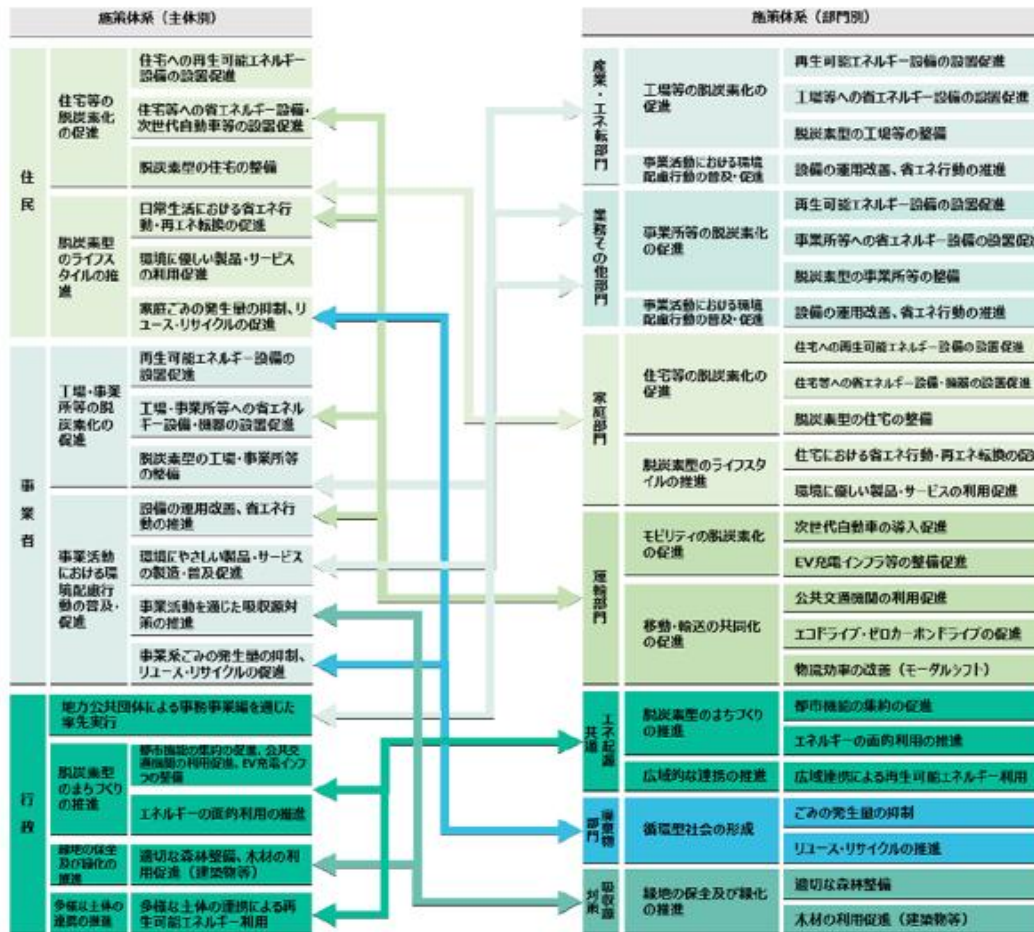 施策体系（主体別）
住民
住宅等の
脱炭素化
の促進
住宅への再生可能エネルギー
設備の設置促進
住宅等への省エネルギー設備・
次世代自動車等の設置促進
脱炭素型の住宅の整備
脱炭素型
のライフス
タイルの推
進
日常生活における省エネ行
動・再エネ転換の促進
環境に優しい製品・サービス
の利用促進
家庭ごみの発生量の抑制、リ
ユース・リサイクルの促進
事業者
工場・事業
所等の脱
炭素化の
促進
再生可能エネルギー設備の
設置促進
工場・事業所等への省エネル
ギー設備・機器の設置促進
脱炭素型の工場・事業所等
の整備
事業活動
における環
境配慮行
動の普及・
促進
設備の運用改善、省エネ行
動の推進
環境にやさしい製品・サービス
の製造・普及促進
事業活動を通じた吸収源対
策の推進
事業系ごみの発生量の抑制、
リユース・リサイクルの促進
行政
地方公共団体による事務事業編を通じた
率先実行
脱炭素型
のまちづくり
の推進
都市機能の集約の促進、公共交
通機関の利用促進、EV充電インフ
ラの整備
エネルギーの面的利用の推進
緑地の保全
及び緑化の
推進
適切な森林整備、木材の利
用促進（建築物等）
多様な主体の
連携の推進
多様な主体の連携による再
生可能エネルギー利用
施策体系（部門別）
産業・エネ転部門
工場等の脱炭素化の
促進
再生可能エネルギー設備の設置促進
工場等への省エネルギー設備の設置促進
脱炭素型の工場等の整備
事業活動における環境
配慮行動の普及・促進
設備の運用改善、省エネ行動の推進
業務その他部門
事業所等の脱炭素化
の促進
再生可能エネルギー設備の設置促進
事業所等への省エネルギー設備の設置促
脱炭素型の事業所等の整備
事業活動における環境
配慮行動の普及・促進
設備の運用改善、省エネ行動の推進
家庭部門
住宅等の脱炭素化の
促進
住宅への再生可能エネルギー設備の設置促進
住宅等への省エネルギー設備・機器の設置促進
脱炭素型の住宅の整備
脱炭素型のライフスタ
イルの推進
住宅における省エネ行動・再エネ転換の促
環境に優しい製品・サービスの利用促進
運輸部門
モビリティの脱炭素化
の促進
次世代自動車の導入促進
EV充電インフラ等の整備促進
移動・輸送の共同化
の促進
公共交通機関の利用促進
エコドライブ・ゼロカーボンドライブの促進
物流効率の改善（モーダルシフト）
エネ起源
共通
脱炭素型のまちづくり
の推進
都市機能の集約の促進
エネルギーの面的利用の推進
広域的な連携の推進
広域連携による再生可能エネルギー利用
廃棄物
部門
循環型社会の形成
ごみの発生量の抑制
リユース・リサイクルの推進
吸収源
対策
緑地の保全及び緑化
の推進
適切な森林整備
木材の利用促進（建築物等）